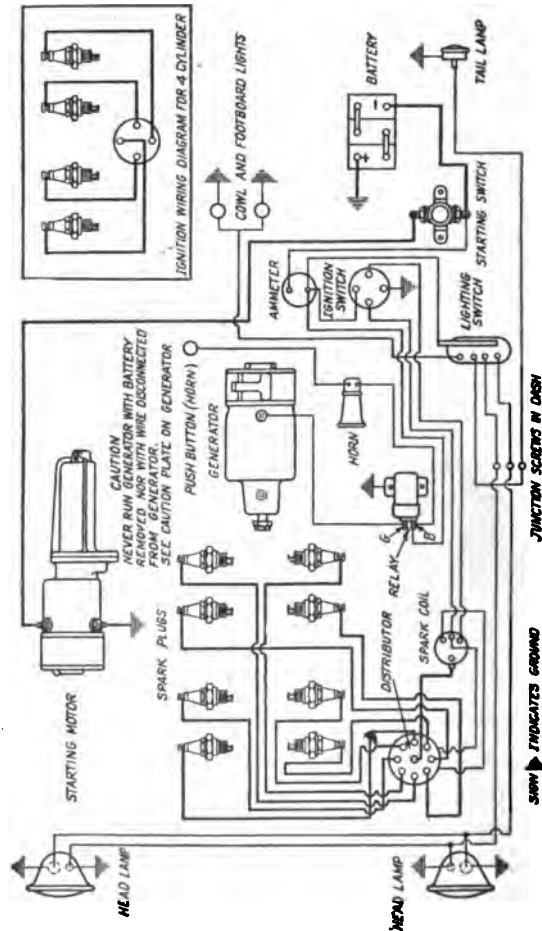 IGNITION WIRING DIAGRAM FOR 4 CYLINDER
STARTING MOTOR
CAUTION
NEVER RUN GENERATOR WITH BATTERY
REMOVED NOR WITH WIRE DISCONNECTED
FROM GENERATOR.
SEE CAUTION PLATE ON GENERATOR
COWL AND FOOTBOARD LIGHTS
BATTERY
+
-
TAIL LAMP
SPARK PLUGS
PUSH BUTTON (HORN)
GENERATOR
AMMETER
IGNITION
SWITCH
STARTING SWITCH
HORN
LIGHTING
SWITCH
G
B
RELAY
DISTRIBUTOR
SPARK COIL
HEAD LAMP
HEAD LAMP
SIGN INDICATES GROUND
JUNCTION SCREWS IN DASH